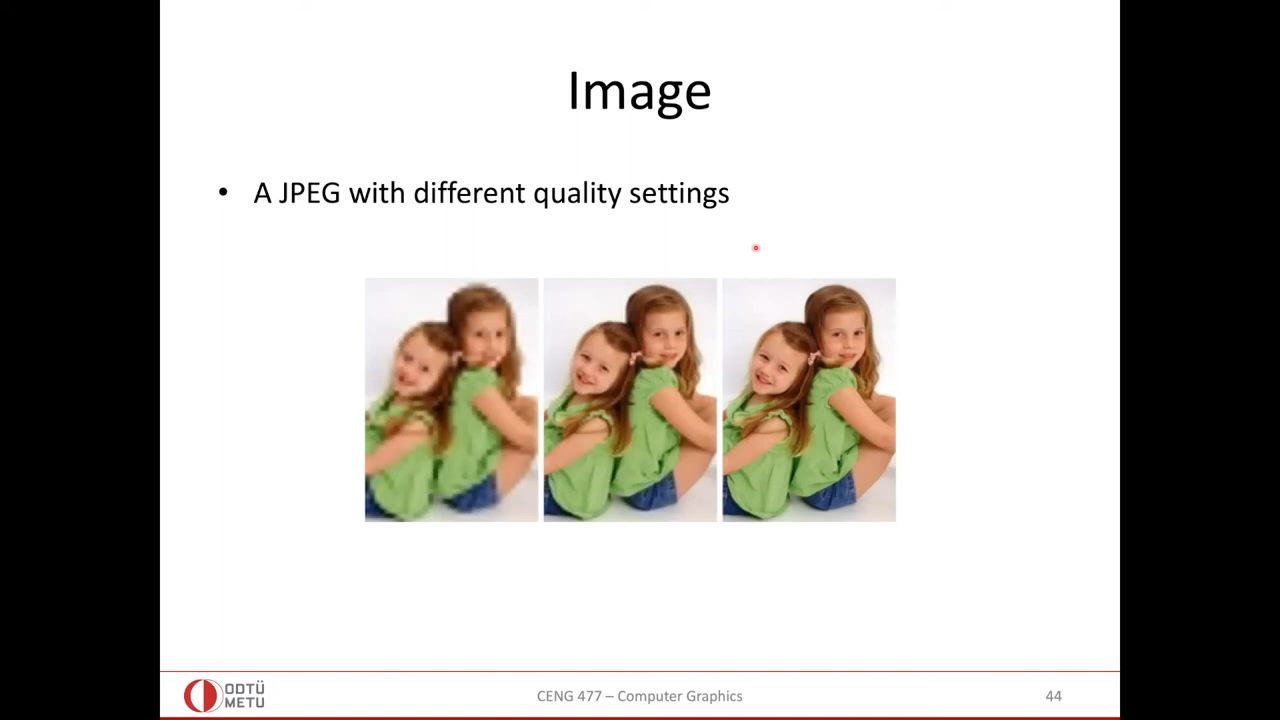 Image
• A JPEG with different quality settings
ODTÜ
METU
CENG 477 – Computer Graphics
44